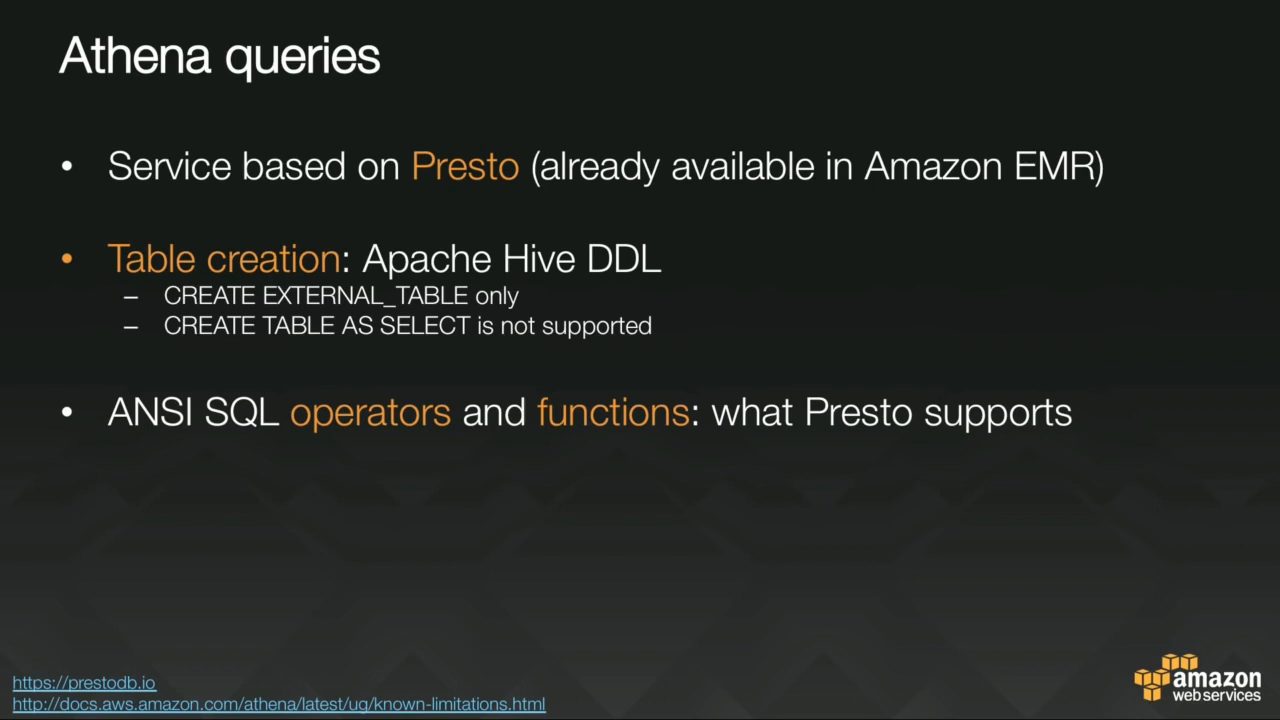 Athena queries
• Service based on Presto (already available in Amazon EMR)
• Table creation: Apache Hive DDL
– CREATE EXTERNAL_TABLE only
– CREATE TABLE AS SELECT is not supported
• ANSI SQL operators and functions: what Presto supports
https://prestodb.io
http://docs.aws.amazon.com/athena/latest/ug/known-limitations.html
amazon
web services